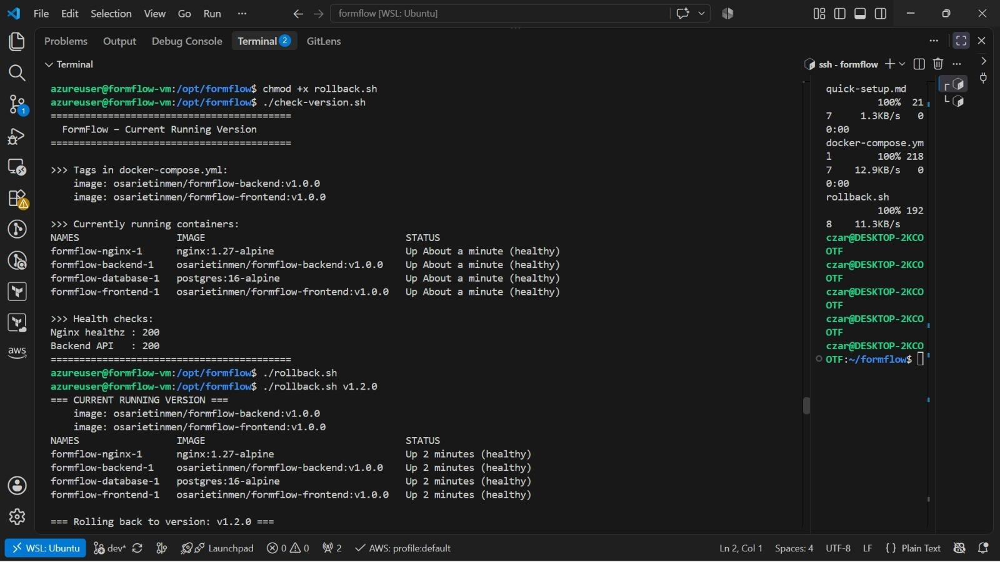 File Edit Selection View Go Run ··· formflow [WSL: Ubuntu]
Problems Output Debug Console Terminal 2 GitLens
Terminal
ssh - formflow
azureuser@formflow-vm:/opt/formflow$ chmod +x rollback.sh
azureuser@formflow-vm:/opt/formflow$ ./check-version.sh
==========================================
FormFlow – Current Running Version
==========================================
>>> Tags in docker-compose.yml:
image: osarietinmen/formflow-backend:v1.0.0
image: osarietinmen/formflow-frontend:v1.0.0
>>> Currently running containers:
NAMES IMAGE STATUS
formflow-nginx-1 nginx:1.27-alpine Up About a minute (healthy)
formflow-backend-1 osarietinmen/formflow-backend:v1.0.0 Up About a minute (healthy)
formflow-database-1 postgres:16-alpine Up About a minute (healthy)
formflow-frontend-1 osarietinmen/formflow-frontend:v1.0.0 Up About a minute (healthy)
>>> Health checks:
Nginx healthz : 200
Backend API : 200
==========================================
azureuser@formflow-vm:/opt/formflow$ ./rollback.sh
azureuser@formflow-vm:/opt/formflow$ ./rollback.sh v1.2.0
=== CURRENT RUNNING VERSION ===
image: osarietinmen/formflow-backend:v1.0.0
image: osarietinmen/formflow-frontend:v1.0.0
NAMES IMAGE STATUS
formflow-nginx-1 nginx:1.27-alpine Up 2 minutes (healthy)
formflow-backend-1 osarietinmen/formflow-backend:v1.0.0 Up 2 minutes (healthy)
formflow-database-1 postgres:16-alpine Up 2 minutes (healthy)
formflow-frontend-1 osarietinmen/formflow-frontend:v1.0.0 Up 2 minutes (healthy)
=== Rolling back to version: v1.2.0 ===
quick-setup.md
100% 21
7 1.3KB/s 0
0:00
docker-compose.ym
l 100% 218
7 12.9KB/s 0
0:00
rollback.sh
100% 192
8 11.3KB/s
czar@DESKTOP-2KCO
OTF
czar@DESKTOP-2KCO
OTF
czar@DESKTOP-2KCO
OTF
czar@DESKTOP-2KCO
OTF
czar@DESKTOP-2KCO
OTF:~/formflow$
1
aws
WSL: Ubuntu dev* Launchpad 0 0 2 AWS: profile:default Ln 2, Col 1 Spaces: 4 UTF-8 LF {} Plain Text